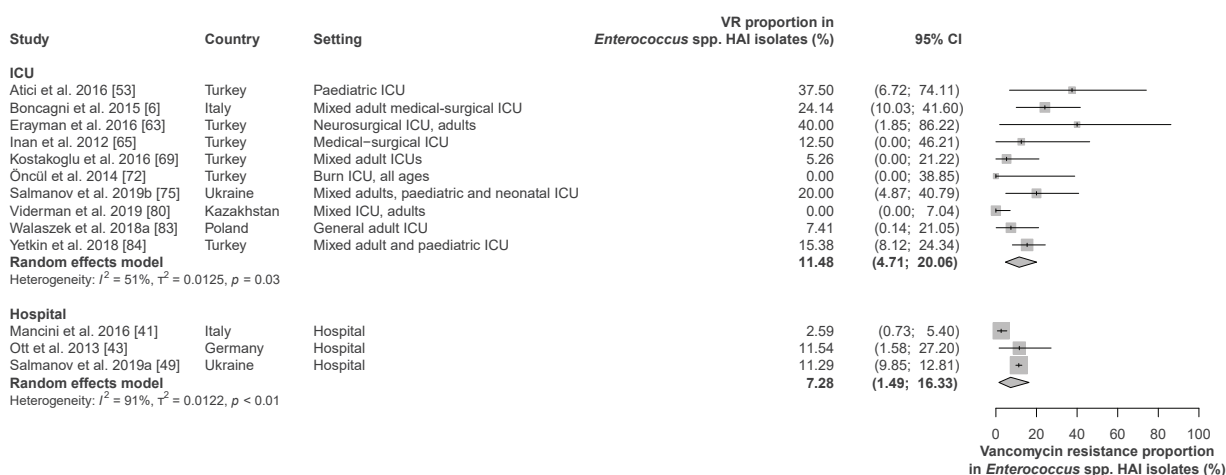 VR proportion in
Study Country Setting Enterococcus spp. HAI isolates (%) 95% CI
ICU
Atici et al. 2016 [53] Turkey Paediatric ICU 37.50 (6.72; 74.11)
Boncagni et al. 2015 [6] Italy Mixed adult medical-surgical ICU 24.14 (10.03; 41.60)
Erayman et al. 2016 [63] Turkey Neurosurgical ICU, adults 40.00 (1.85; 86.22)
Inan et al. 2012 [65] Turkey Medical−surgical ICU 12.50 (0.00; 46.21)
Kostakoglu et al. 2016 [69] Turkey Mixed adult ICUs 5.26 (0.00; 21.22)
Öncül et al. 2014 [72] Turkey Burn ICU, all ages 0.00 (0.00; 38.85)
Salmanov et al. 2019b [75] Ukraine Mixed adults, paediatric and neonatal ICU 20.00 (4.87; 40.79)
Viderman et al. 2019 [80] Kazakhstan Mixed ICU, adults 0.00 (0.00; 7.04)
Walaszek et al. 2018a [83] Poland General adult ICU 7.41 (0.14; 21.05)
Yetkin et al. 2018 [84] Turkey Mixed adult and paediatric ICU 15.38 (8.12; 24.34)
Random effects model 11.48 (4.71; 20.06)
Heterogeneity: I² = 51%, τ² = 0.0125, p = 0.03
Hospital
Mancini et al. 2016 [41] Italy Hospital 2.59 (0.73; 5.40)
Ott et al. 2013 [43] Germany Hospital 11.54 (1.58; 27.20)
Salmanov et al. 2019a [49] Ukraine Hospital 11.29 (9.85; 12.81)
Random effects model 7.28 (1.49; 16.33)
Heterogeneity: I² = 91%, τ² = 0.0122, p < 0.01
0 20 40 60 80 100
Vancomycin resistance proportion
in Enterococcus spp. HAI isolates (%)